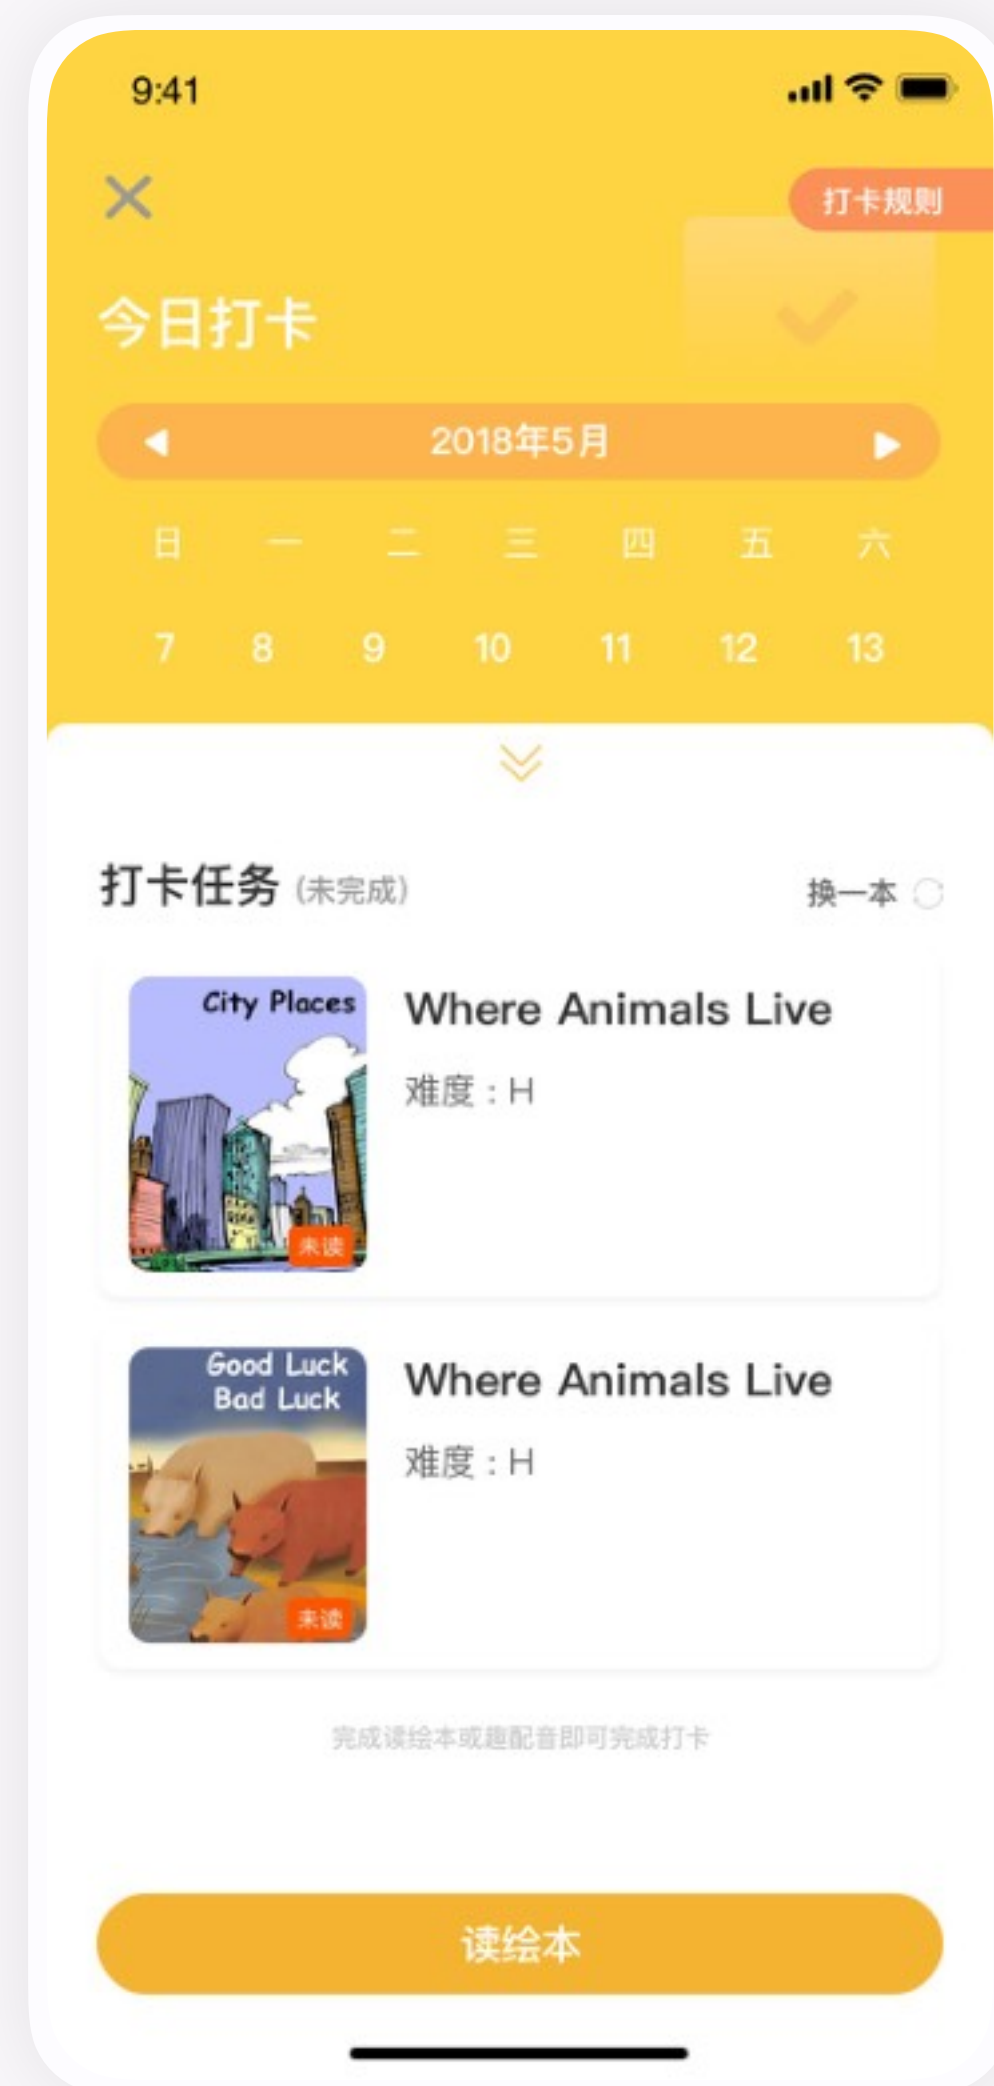 9:41
打卡规则
今日打卡
2018年5月
日 一 二 三 四 五 六
7 8 9 10 11 12 13
打卡任务 (未完成) 换一本
City Places
Where Animals Live
难度：H
未读
Good Luck
Bad Luck
Where Animals Live
难度：H
未读
完成读绘本或趣配音即可完成打卡
读绘本